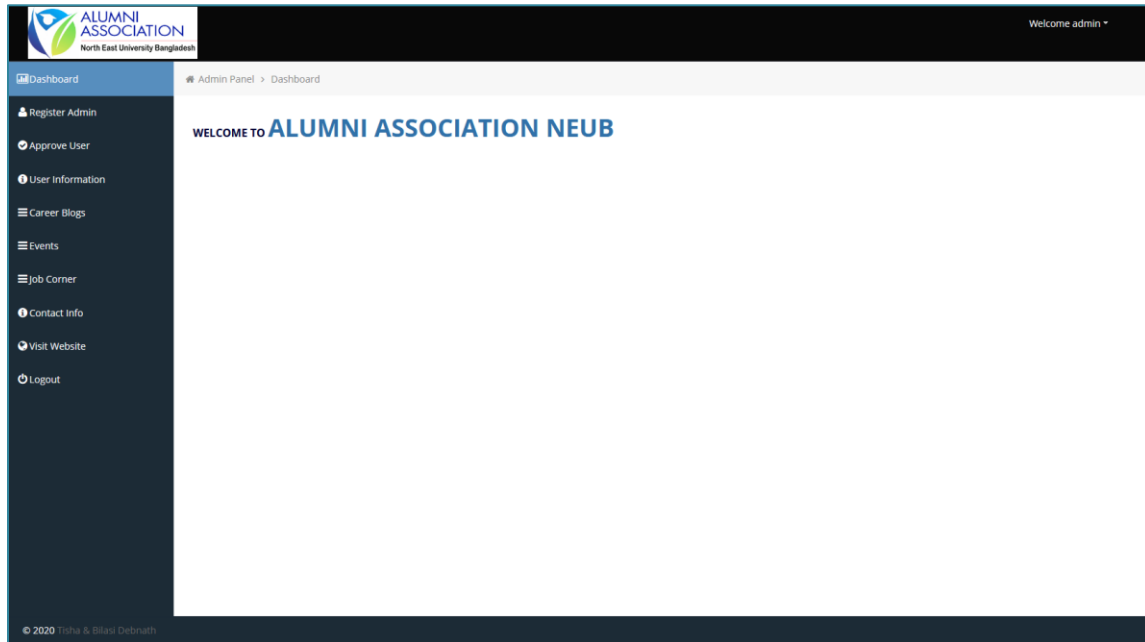 ALUMNI
ASSOCIATION
North East University Bangladesh
Welcome admin
Dashboard
Admin Panel > Dashboard
Register Admin
WELCOME TO ALUMNI ASSOCIATION NEUB
Approve User
User Information
Career Blogs
Events
Job Corner
Contact Info
Visit Website
Logout
© 2020 Tisha & Bilasi Debnath